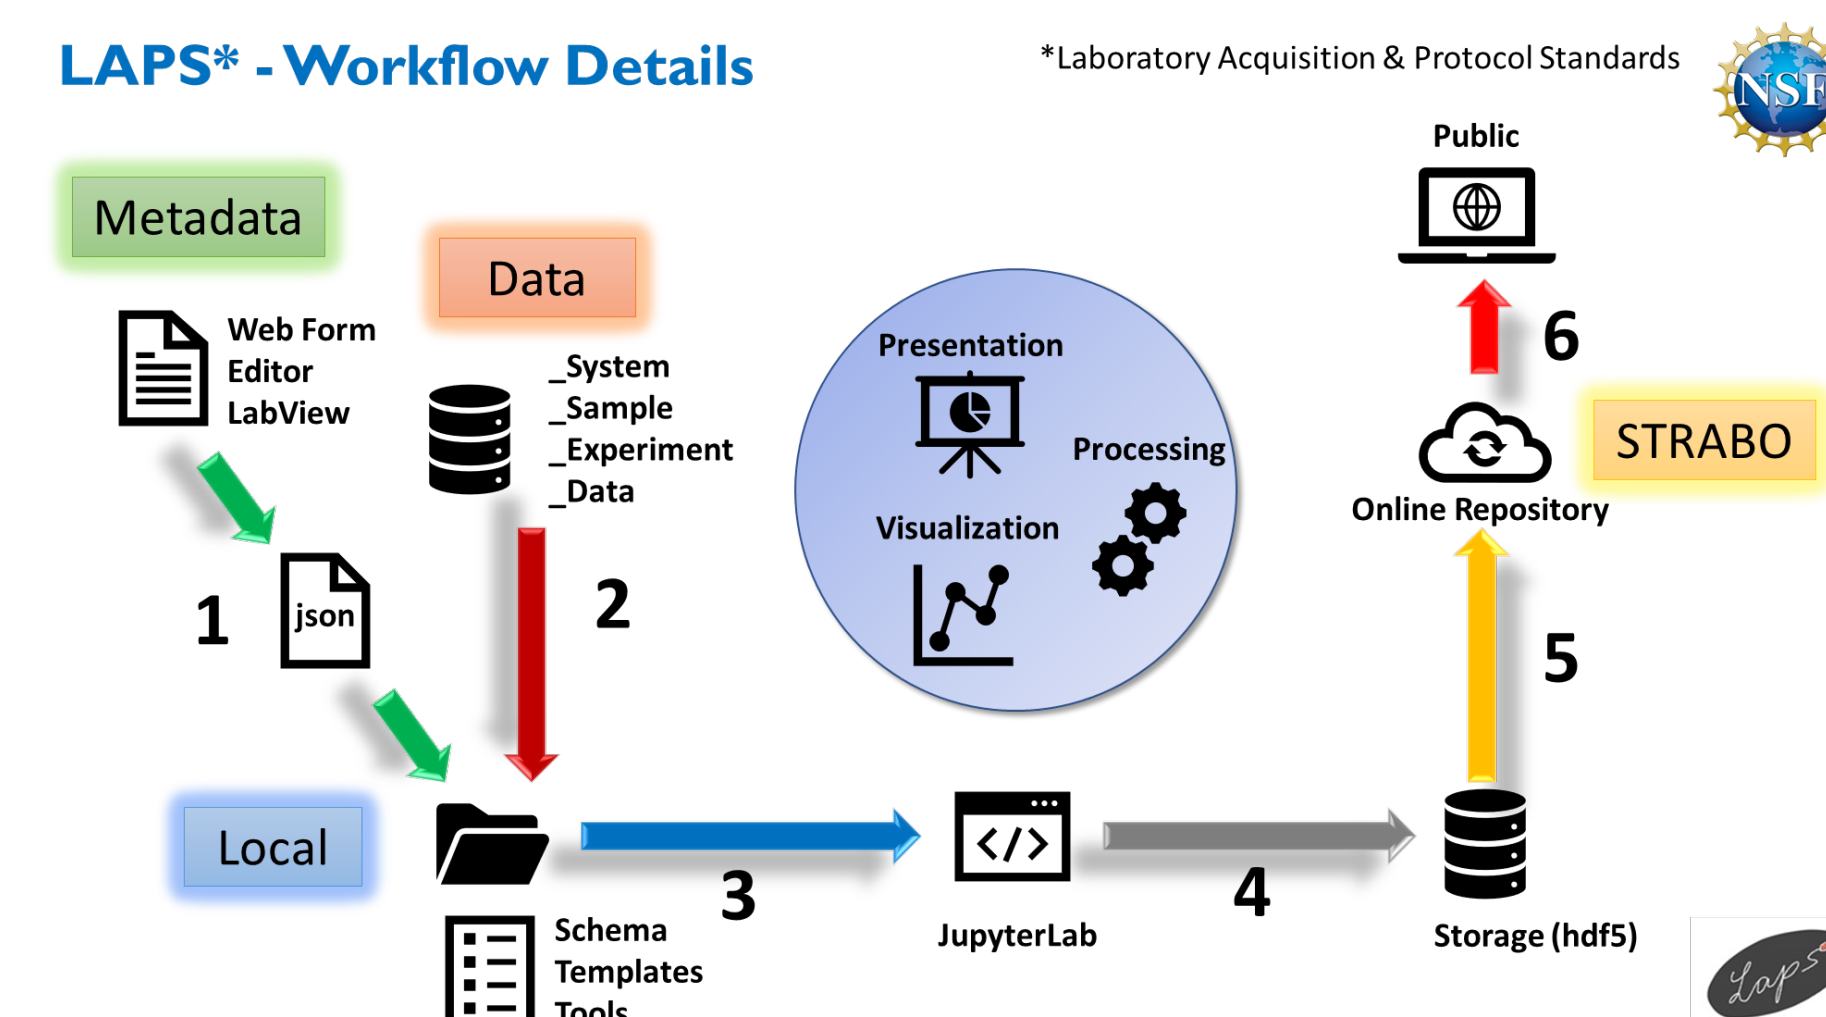 LAPS* - Workflow Details
*Laboratory Acquisition & Protocol Standards
NSF
Public
Metadata
Data
Web Form
Editor
LabView
_System
_Sample
_Experiment
_Data
Presentation
Processing
Visualization
6
STRABO
Online Repository
1
json
2
5
Local
3
4
Schema
Templates
Tools
JupyterLab
Storage (hdf5)
Laps